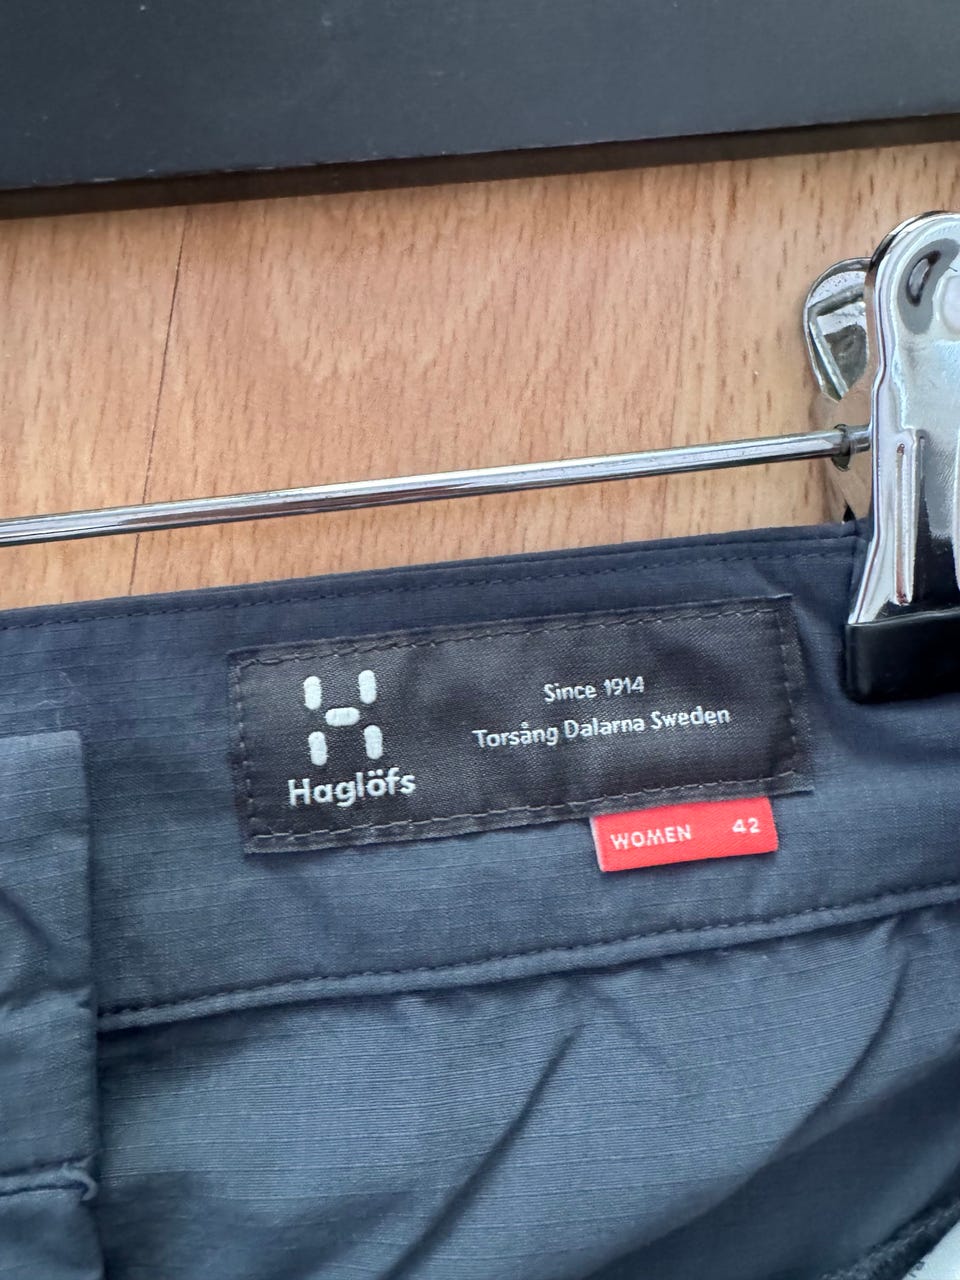 Since 1914
Torsång Dalarna Sweden
Haglöfs
WOMEN 42